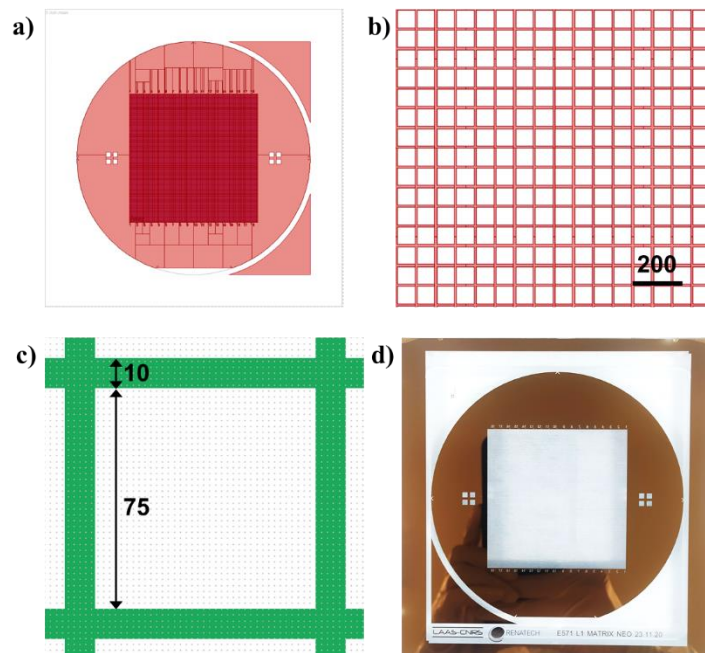 a)
b)
200
c)
10
75
d)
LAAS-CNRS
RENATECH
E571 L1 MATRIX NEO 23.11.20